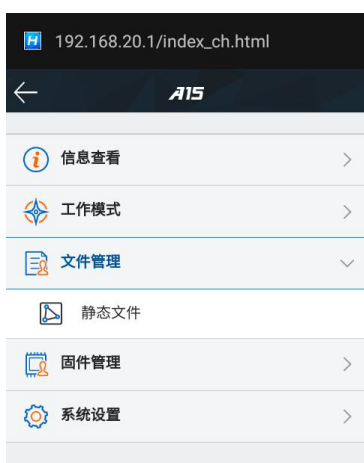 192.168.20.1/index_ch.html
A15
信息查看
工作模式
文件管理
静态文件
固件管理
系统设置